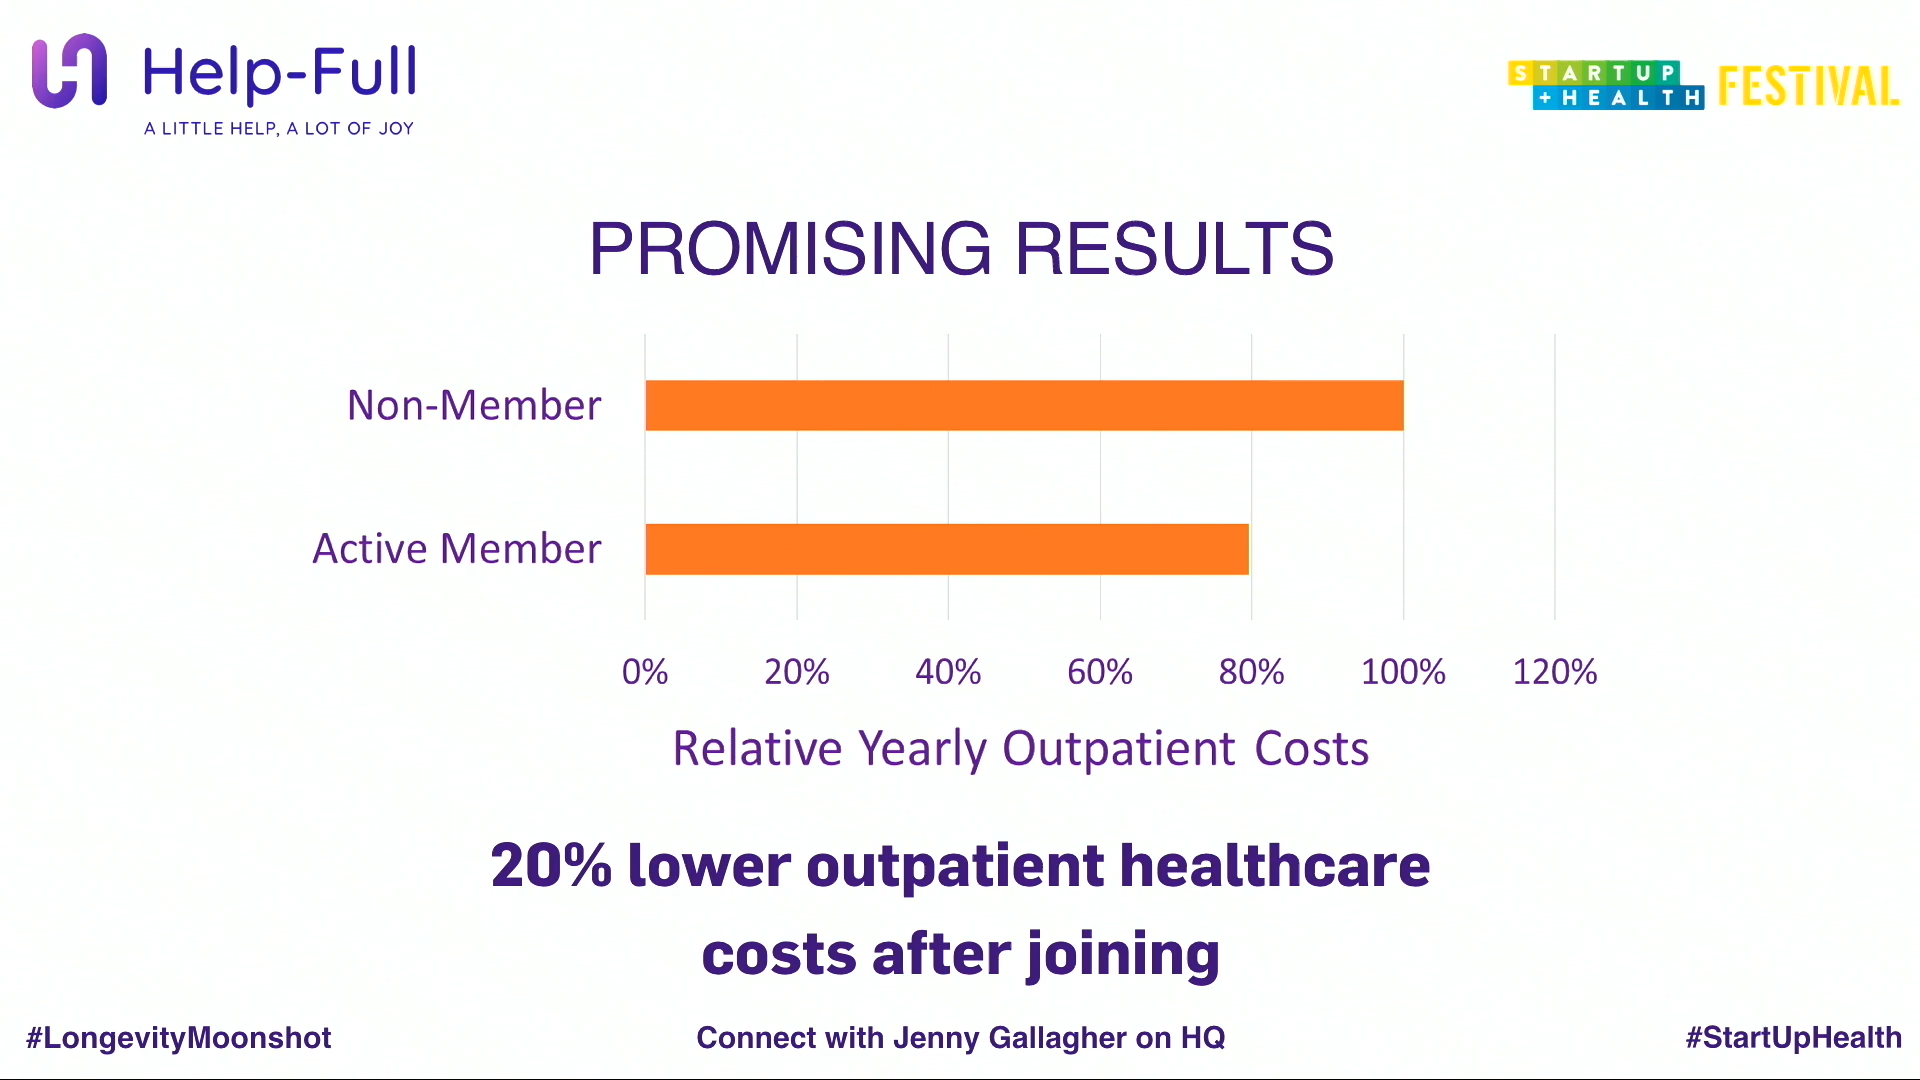 Help-Full
A LITTLE HELP, A LOT OF JOY
STARTUP
+HEALTH FESTIVAL
PROMISING RESULTS
Non-Member
Active Member
0% 20% 40% 60% 80% 100% 120%
Relative Yearly Outpatient Costs
20% lower outpatient healthcare
costs after joining
#LongevityMoonshot Connect with Jenny Gallagher on HQ #StartUpHealth